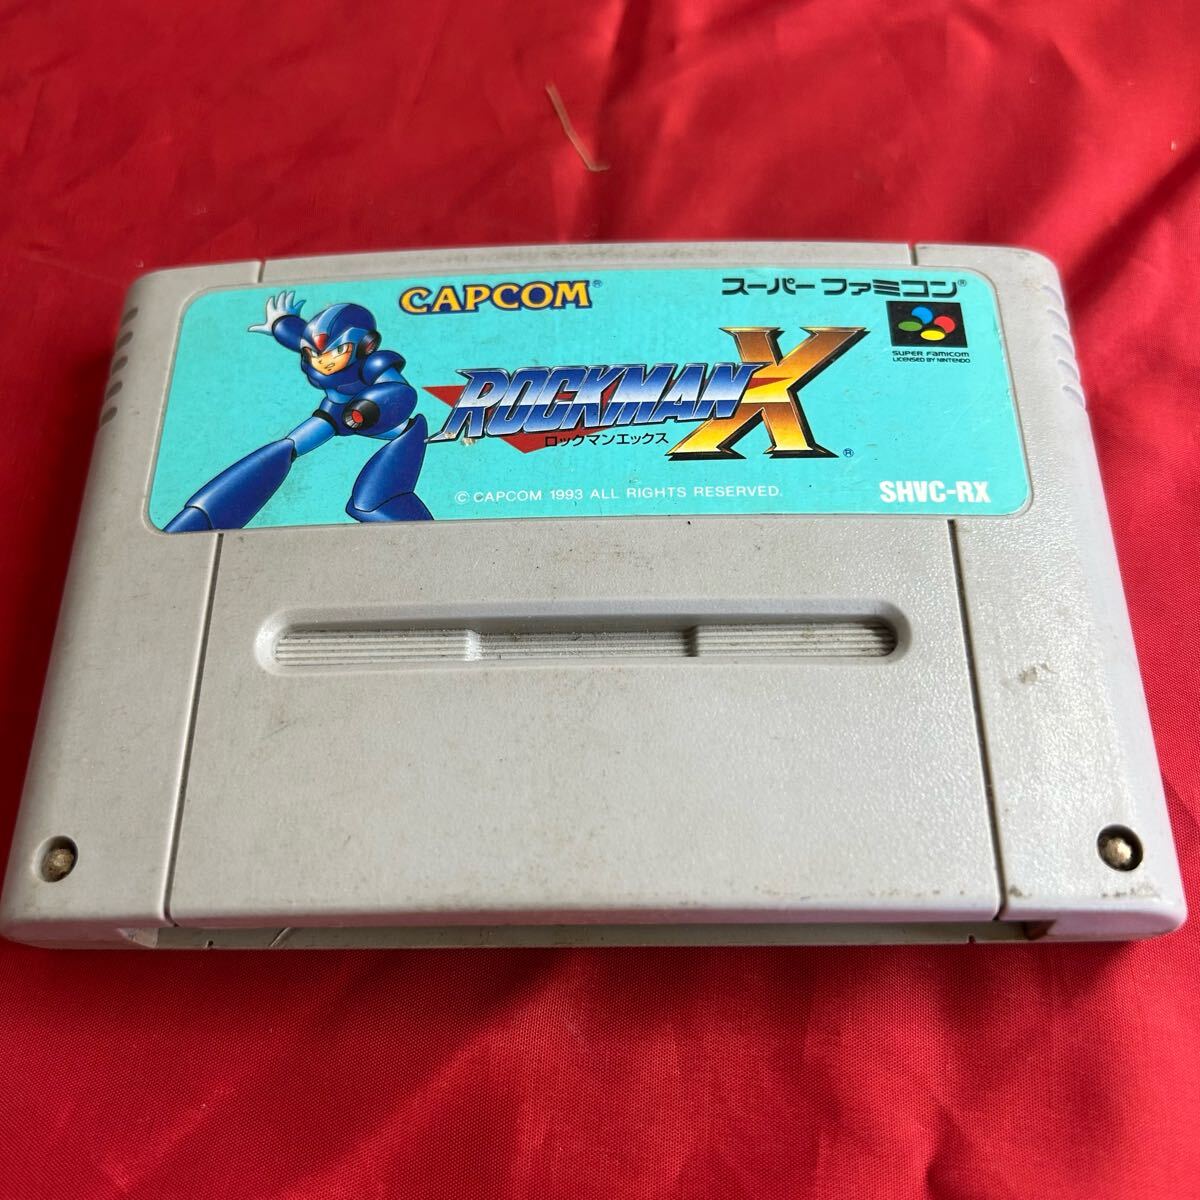 CAPCOM®
スーパーファミコン®
SUPER FAMICOM
LICENSED BY NINTENDO
ROCKMAN X
ロックマンエックス
®
© CAPCOM 1993 ALL RIGHTS RESERVED.
SHVC-RX